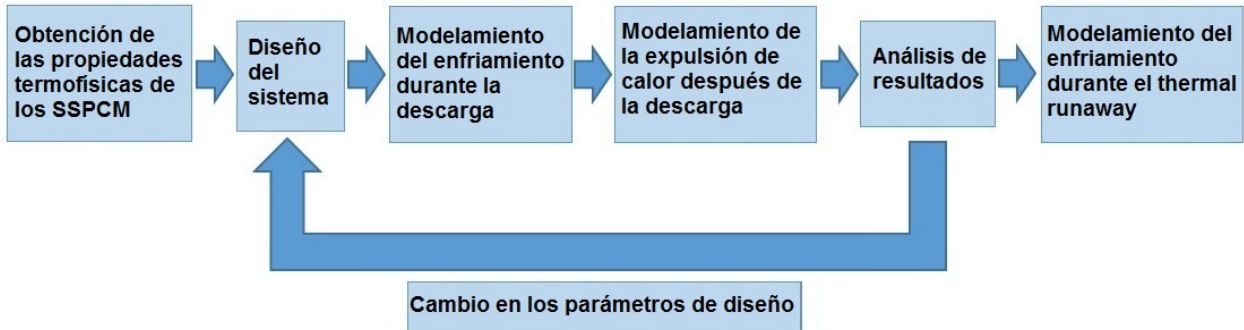 Obtención de
las propiedades
termofísicas de
los SSPCM
Diseño
del
sistema
Modelamiento
del enfriamiento
durante la
descarga
Modelamiento de
la expulsión de
calor después de
la descarga
Análisis de
resultados
Modelamiento del
enfriamiento
durante el thermal
runaway
Cambio en los parámetros de diseño